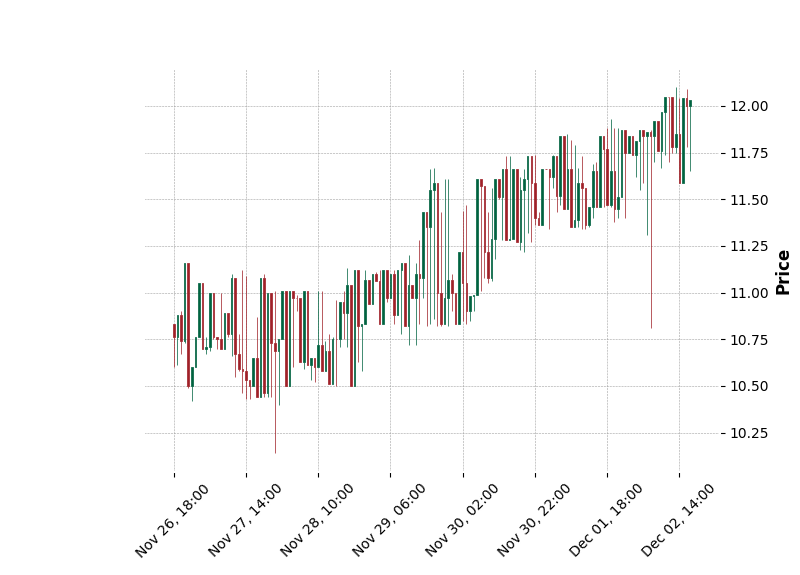 12.00
11.75
11.50
11.25
11.00
10.75
10.50
10.25
Price
Nov 26, 18:00
Nov 27, 14:00
Nov 28, 10:00
Nov 29, 06:00
Nov 30, 02:00
Nov 30, 22:00
Dec 01, 18:00
Dec 02, 14:00